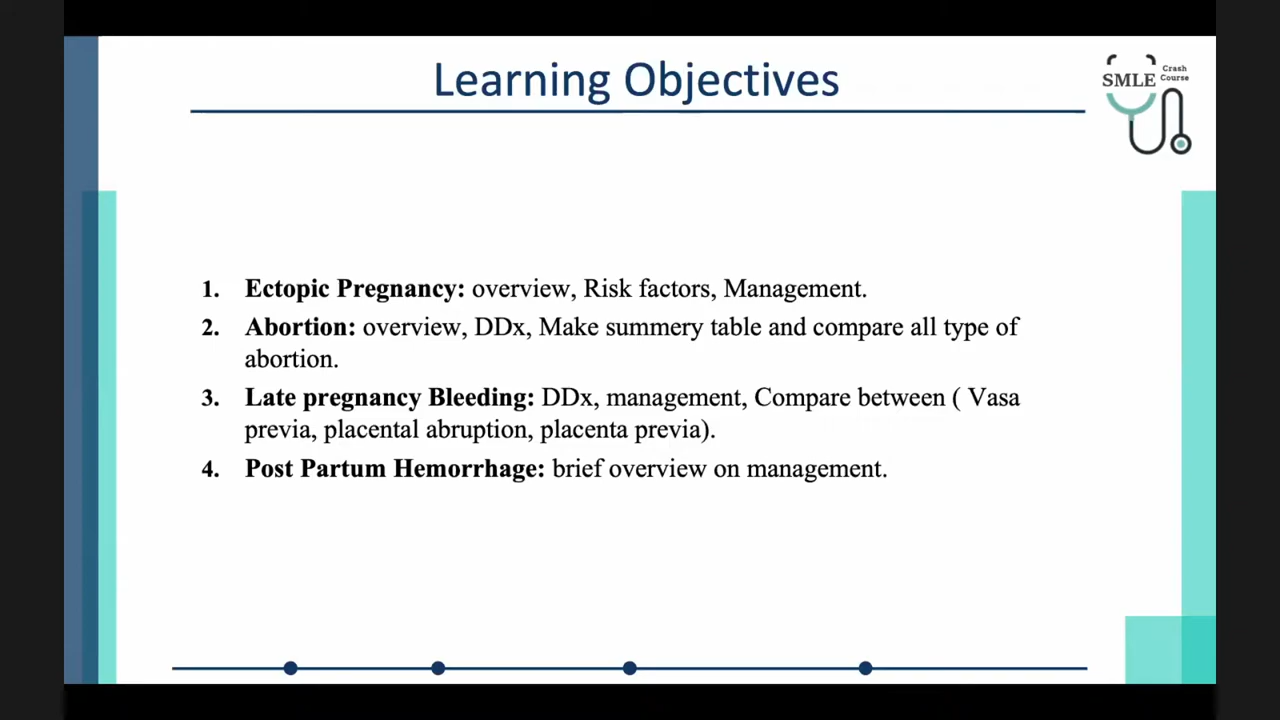 Learning Objectives
SMLE Crash
Course
1. Ectopic Pregnancy: overview, Risk factors, Management.
2. Abortion: overview, DDx, Make summery table and compare all type of
abortion.
3. Late pregnancy Bleeding: DDx, management, Compare between ( Vasa
previa, placental abruption, placenta previa).
4. Post Partum Hemorrhage: brief overview on management.